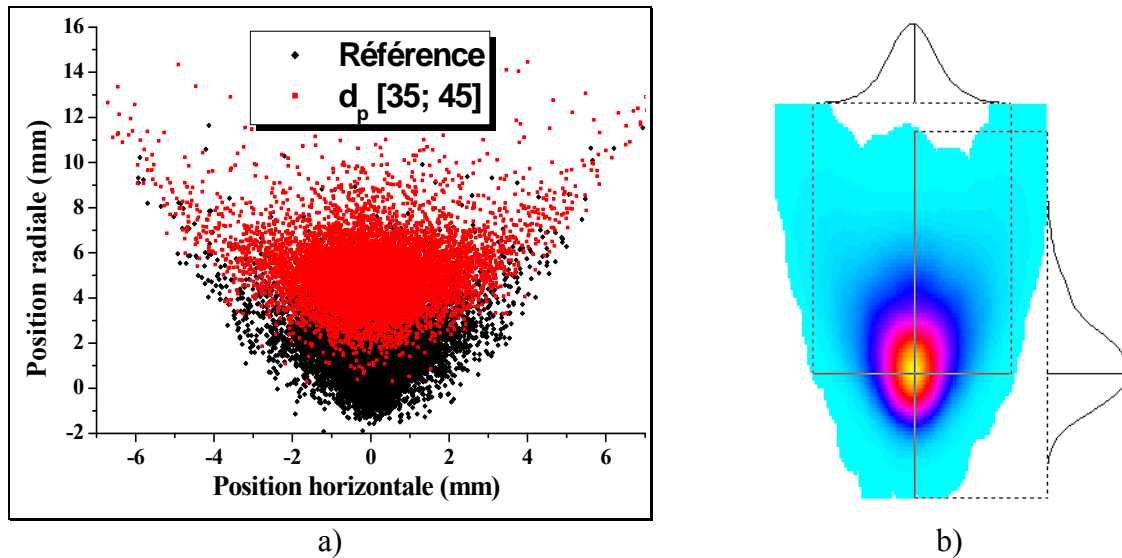 Référence
d_p [35; 45]
Position radiale (mm)
16
14
12
10
8
6
4
2
0
-2
-6
-4
-2
0
2
4
6
Position horizontale (mm)
a)
b)